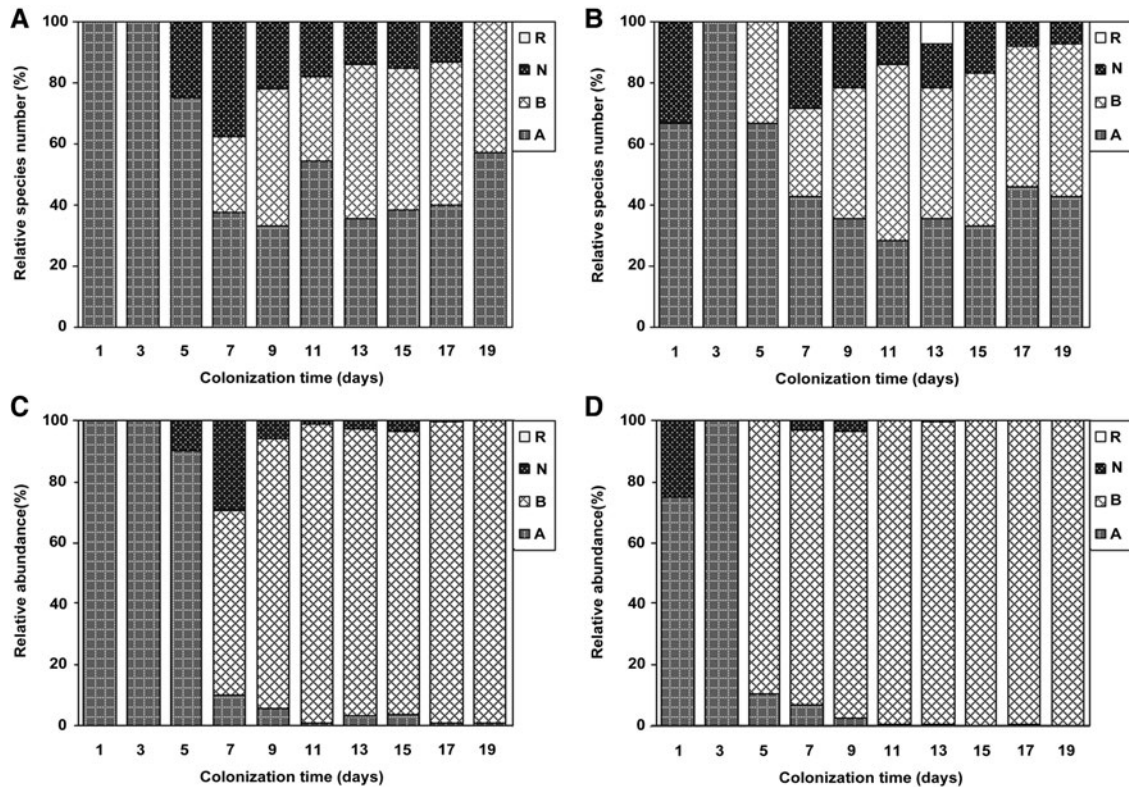 A
Relative species number (%)
100
80
60
40
20
0
1 3 5 7 9 11 13 15 17 19
Colonization time (days)
R
N
B
A
B
Relative species number (%)
100
80
60
40
20
0
1 3 5 7 9 11 13 15 17 19
Colonization time (days)
R
N
B
A
C
Relative abundance(%)
100
80
60
40
20
0
1 3 5 7 9 11 13 15 17 19
Colonization time (days)
R
N
B
A
D
Relative abundance(%)
100
80
60
40
20
0
1 3 5 7 9 11 13 15 17 19
Colonization time (days)
R
N
B
A